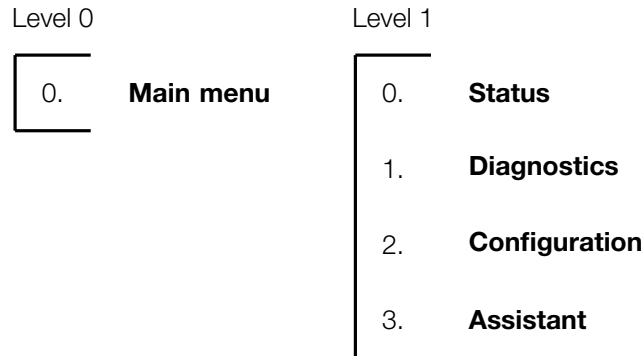 Level 0
Level 1
0. Main menu
0. Status
1. Diagnostics
2. Configuration
3. Assistant